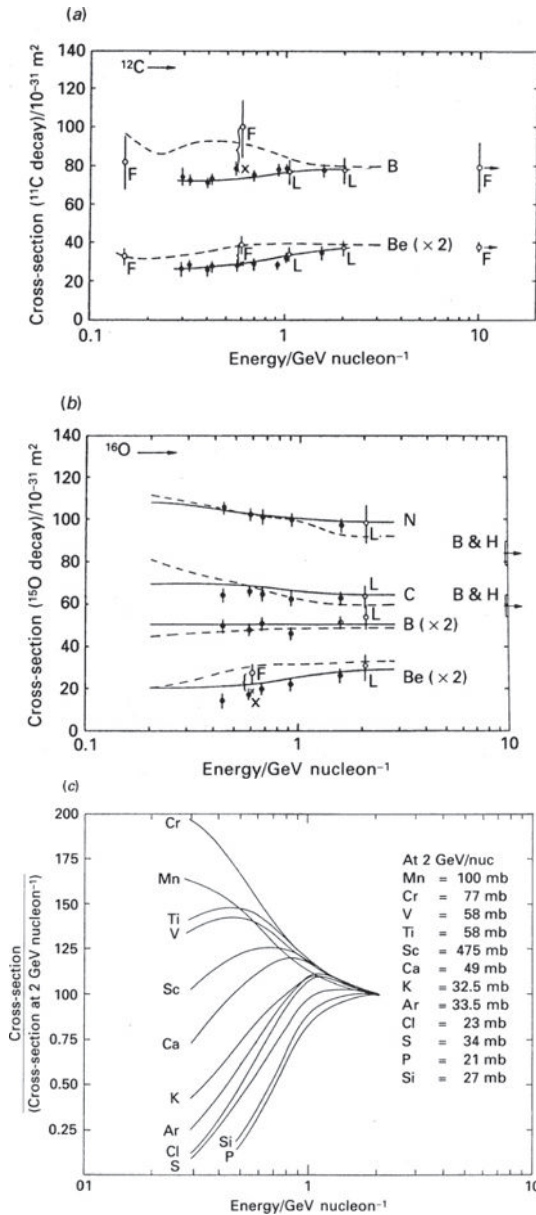 (a)
Cross-section (¹¹C decay)/10⁻³¹ m²
140
120
100
80
60
40
20
0
¹²C
F
F
x
B
L
L
F
Be (× 2)
F
F
L
L
F
0.1
1
10
Energy/GeV nucleon⁻¹
(b)
Cross-section (¹⁵O decay)/10⁻³¹ m²
140
120
100
80
60
40
20
0
¹⁶O
N
L
B & H
L
C
B & H
B (× 2)
F
x
L
Be (× 2)
0.1
1
10
Energy/GeV nucleon⁻¹
(c)
Cross-section
(Cross-section at 2 GeV nucleon⁻¹)
200
175
150
125
100
0.75
0.50
0.25
Cr
Mn
Ti
V
Sc
Ca
K
Ar
Cl
S
Si
P
At 2 GeV/nuc
Mn = 100 mb
Cr = 77 mb
V = 58 mb
Ti = 58 mb
Sc = 475 mb
Ca = 49 mb
K = 32.5 mb
Ar = 33.5 mb
Cl = 23 mb
S = 34 mb
P = 21 mb
Si = 27 mb
01
1
10
Energy/GeV nucleon⁻¹